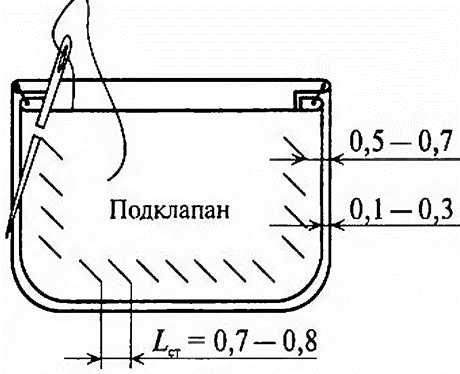 0,5 – 0,7
Подклапан
0,1 – 0,3
Lст = 0,7 – 0,8